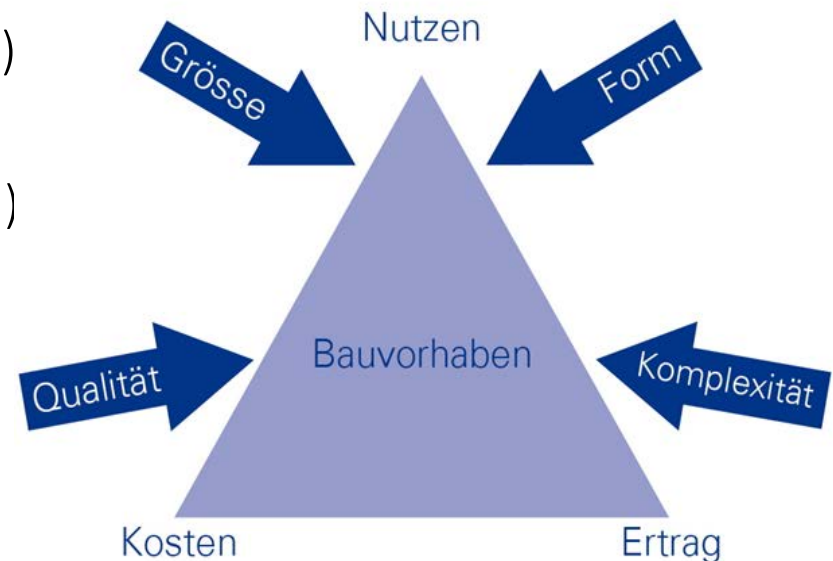 )
Nutzen
Grösse
Form
)
Bauvorhaben
Qualität
Komplexität
Kosten
Ertrag